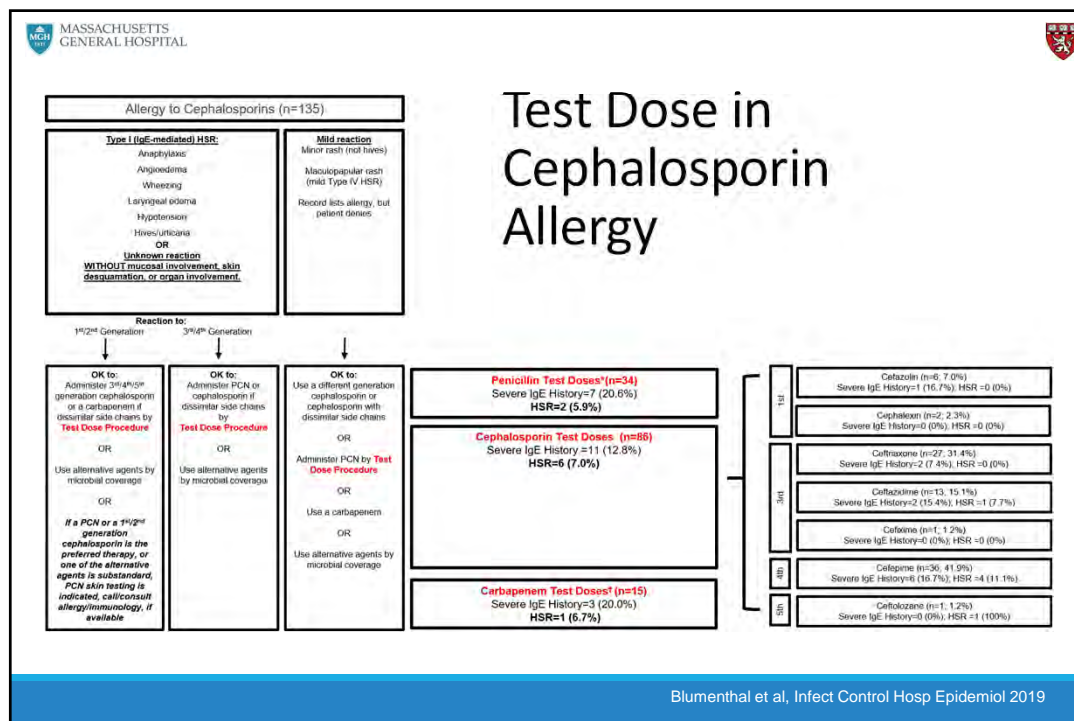 MASSACHUSETTS
GENERAL HOSPITAL
MGH
1811
Test Dose in
Cephalosporin
Allergy
Allergy to Cephalosporins (n=135)
Type I (IgE-mediated) HSR:
Anaphylaxis
Angioedema
Wheezing
Laryngeal edema
Hypotension
Hives/urticaria
OR
Unknown reaction
WITHOUT mucosal involvement, skin
desquamation, or organ involvement.
Mild reaction
Minor rash (not hives)
Maculopapular rash
(mild Type IV HSR)
Record lists allergy, but
patient denies
Reaction to:
1st/2nd Generation
3rd/4th Generation
OK to:
Administer 3rd/4th/5th
generation cephalosporin
or a carbapenem if
dissimilar side chains by
Test Dose Procedure
OR
Use alternative agents by
microbial coverage
OR
If a PCN or a 1st/2nd
generation
cephalosporin is the
preferred therapy, or
one of the alternative
agents is substandard,
PCN skin testing is
indicated, call/consult
allergy/immunology, if
available
OK to:
Administer PCN or
cephalosporin if
dissimilar side chains
by
Test Dose Procedure
OR
Use alternative agents
by microbial coverage
OK to:
Use a different generation
cephalosporin or
cephalosporin with
dissimilar side chains
OR
Administer PCN by Test
Dose Procedure
OR
Use a carbapenem
OR
Use alternative agents by
microbial coverage
Penicillin Test Doses*(n=34)
Severe IgE History=7 (20.6%)
HSR=2 (5.9%)
Cephalosporin Test Doses (n=86)
Severe IgE History =11 (12.8%)
HSR=6 (7.0%)
Carbapenem Test Doses† (n=15)
Severe IgE History=3 (20.0%)
HSR=1 (6.7%)
1st
Cefazolin (n=6; 7.0%)
Severe IgE History=1 (16.7%); HSR =0 (0%)
Cephalexin (n=2; 2.3%)
Severe IgE History=0 (0%); HSR =0 (0%)
3rd
Ceftriaxone (n=27; 31.4%)
Severe IgE History=2 (7.4%); HSR =0 (0%)
Ceftazidime (n=13; 15.1%)
Severe IgE History=2 (15.4%); HSR =1 (7.7%)
Cefixime (n=1; 1.2%)
Severe IgE History=0 (0%); HSR =0 (0%)
4th
Cefepime (n=36; 41.9%)
Severe IgE History=6 (16.7%); HSR =4 (11.1%)
5th
Ceftolozane (n=1; 1.2%)
Severe IgE History=0 (0%); HSR =1 (100%)
Blumenthal et al, Infect Control Hosp Epidemiol 2019